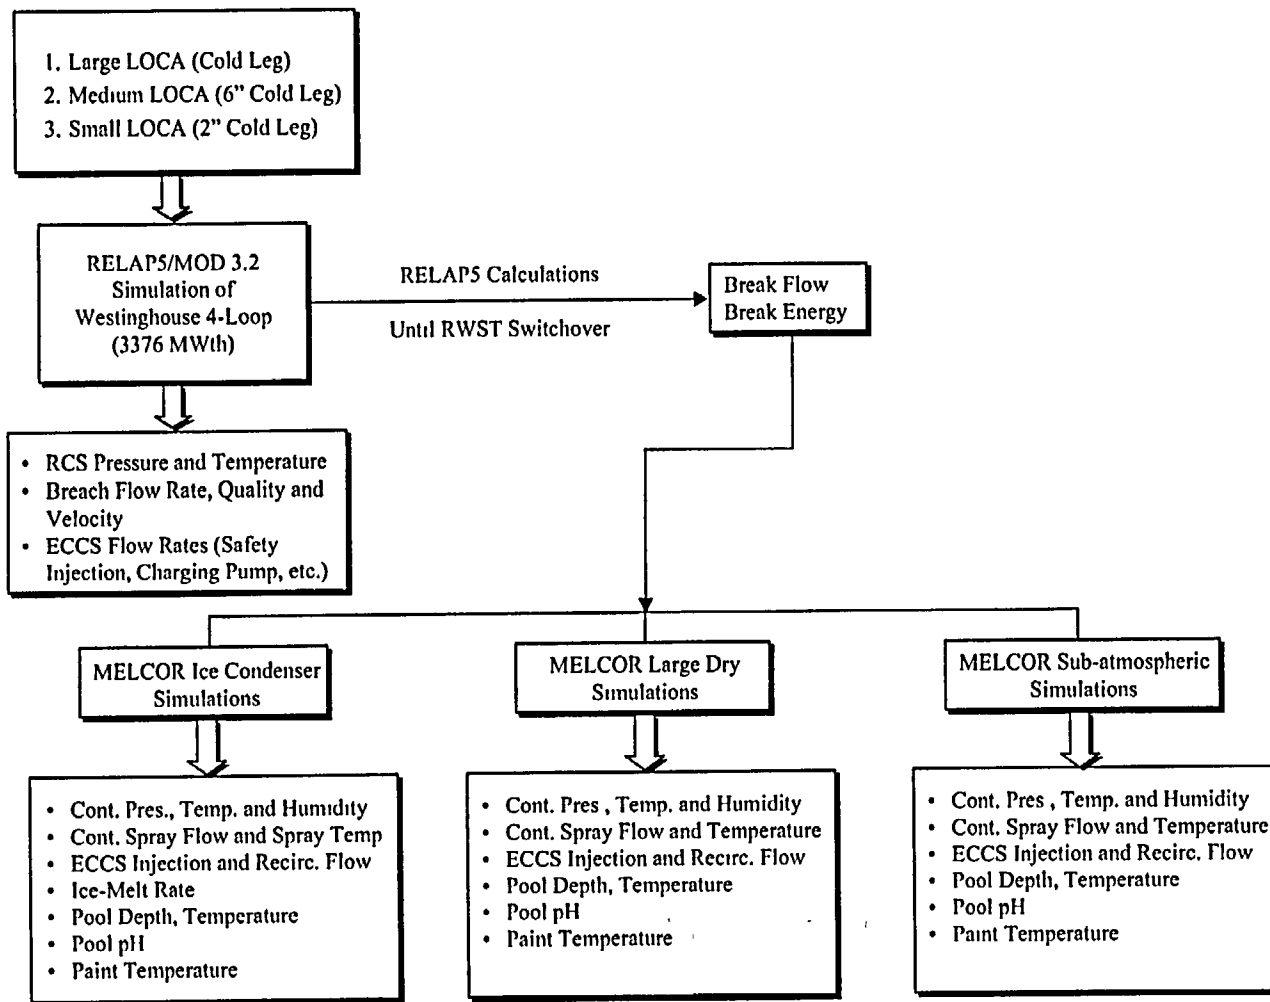 1. Large LOCA (Cold Leg)
2. Medium LOCA (6" Cold Leg)
3. Small LOCA (2" Cold Leg)
RELAP5/MOD 3.2
Simulation of
Westinghouse 4-Loop
(3376 MWth)
RELAP5 Calculations
Until RWST Switchover
Break Flow
Break Energy
• RCS Pressure and Temperature
• Breach Flow Rate, Quality and
Velocity
• ECCS Flow Rates (Safety
Injection, Charging Pump, etc.)
MELCOR Ice Condenser
Simulations
MELCOR Large Dry
Simulations
MELCOR Sub-atmospheric
Simulations
• Cont. Pres., Temp. and Humidity
• Cont. Spray Flow and Spray Temp
• ECCS Injection and Recirc. Flow
• Ice-Melt Rate
• Pool Depth, Temperature
• Pool pH
• Paint Temperature
• Cont. Pres , Temp. and Humidity
• Cont. Spray Flow and Temperature
• ECCS Injection and Recirc. Flow
• Pool Depth, Temperature
• Pool pH
• Paint Temperature
• Cont. Pres , Temp. and Humidity
• Cont. Spray Flow and Temperature
• ECCS Injection and Recirc. Flow
• Pool Depth, Temperature
• Pool pH
• Paint Temperature